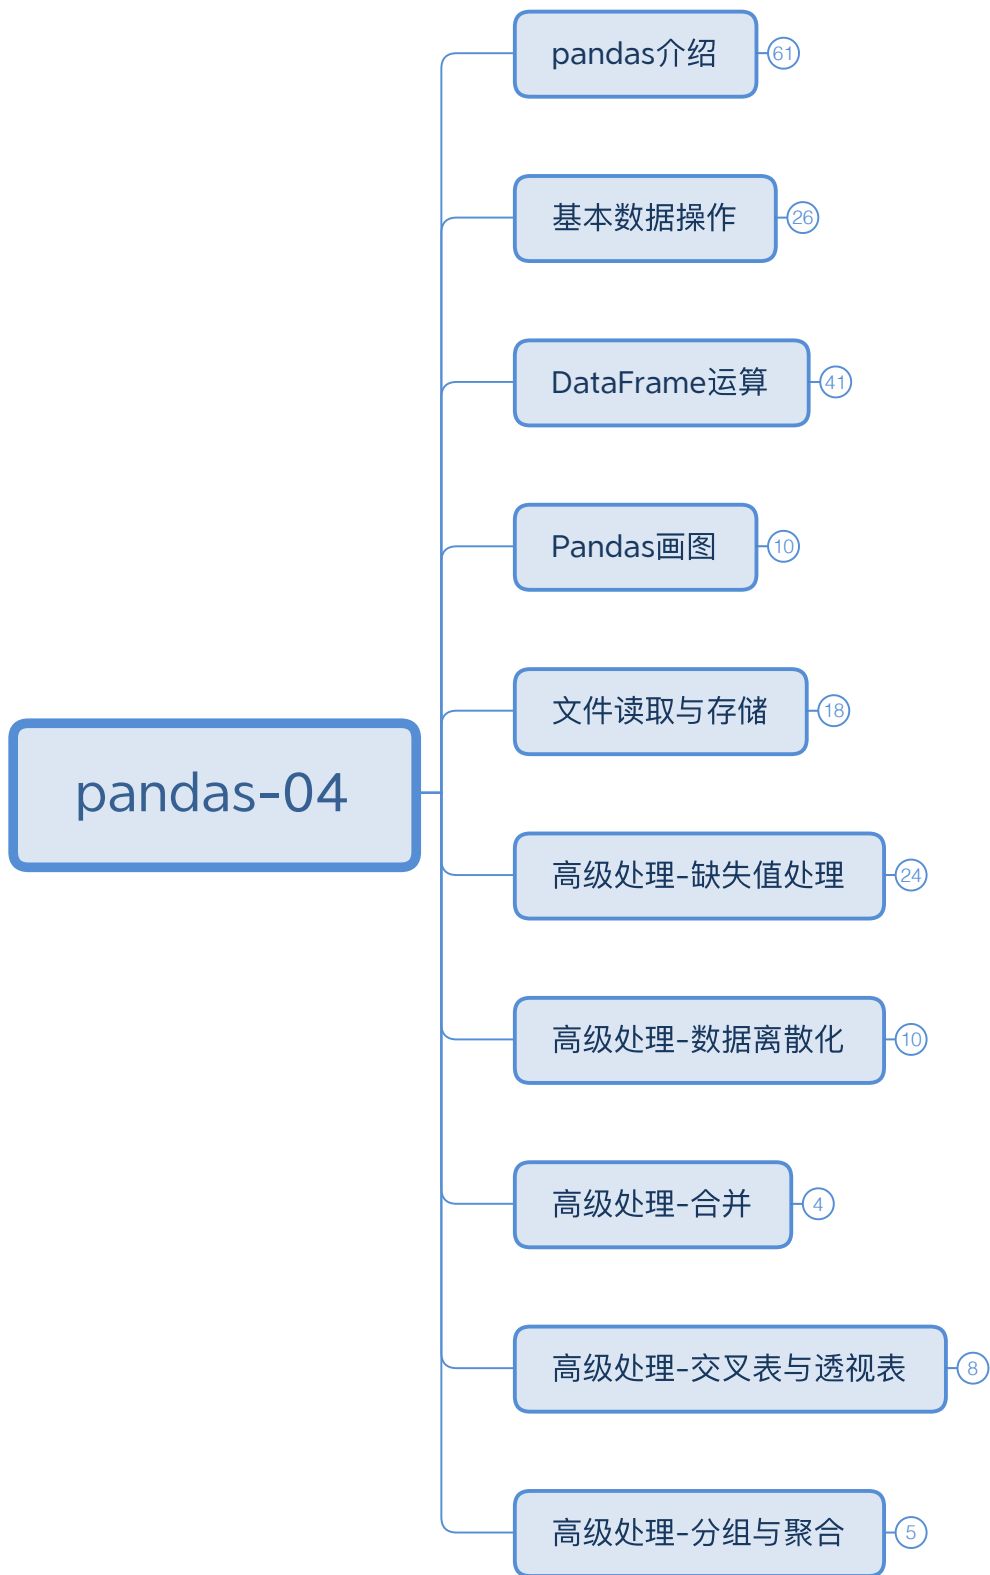 pandas介绍
61
基本数据操作
26
DataFrame运算
41
Pandas画图
10
文件读取与存储
18
pandas-04
高级处理-缺失值处理
24
高级处理-数据离散化
10
高级处理-合并
4
高级处理-交叉表与透视表
8
高级处理-分组与聚合
5